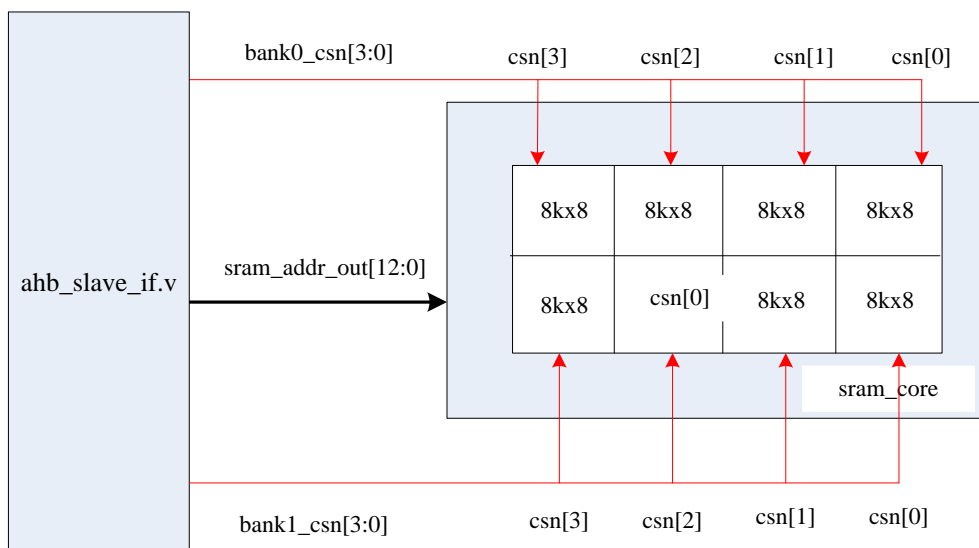 bank0_csn[3:0]
csn[3]
csn[2]
csn[1]
csn[0]
8kx8
8kx8
8kx8
8kx8
ahb_slave_if.v
sram_addr_out[12:0]
8kx8
csn[0]
8kx8
8kx8
sram_core
bank1_csn[3:0]
csn[3]
csn[2]
csn[1]
csn[0]